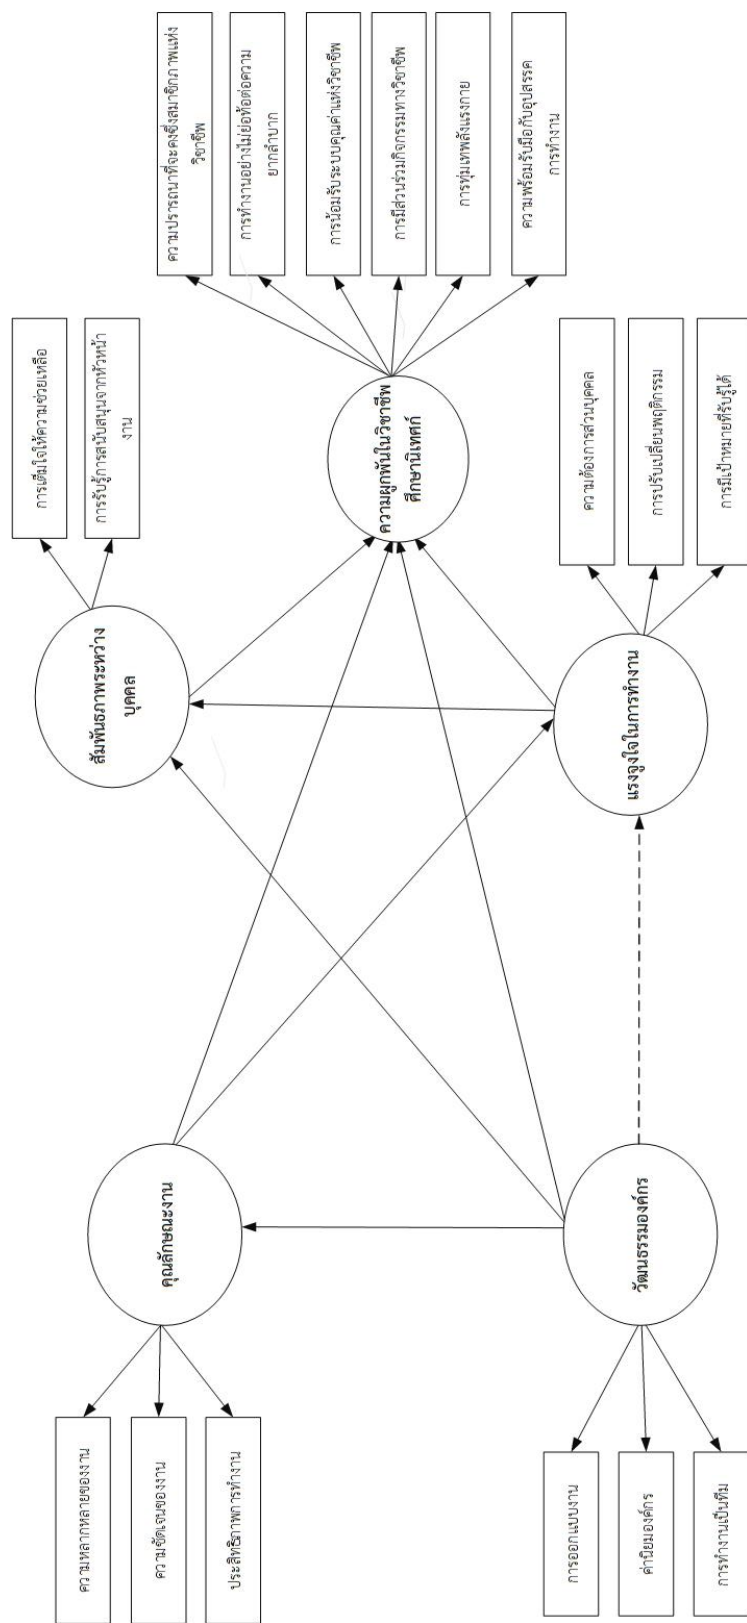 ความปรารถนาที่จะคงซึ่งสมาชิกภาพแห่ง
วิชาชีพ
การทำงานอย่างไม่ย่อท้อต่อความ
ยากลำบาก
การน้อมรับระบบคุณค่าแห่งวิชาชีพ
การมีส่วนร่วมกิจกรรมทางวิชาชีพ
การทุ่มเทพลังแรงกาย
ความพร้อมรับมือกับอุปสรรค
การทำงาน
การเต็มใจให้ความช่วยเหลือ
การรับรู้การสนับสนุนจากหัวหน้า
งาน
ความผูกพันในวิชาชีพ
ศึกษานิเทศก์
ความต้องการส่วนบุคคล
การปรับเปลี่ยนพฤติกรรม
การมีเป้าหมายที่รับรู้ได้
สัมพันธภาพระหว่าง
บุคคล
แรงจูงใจในการทำงาน
คุณลักษณะงาน
วัฒนธรรมองค์กร
ความหลากหลายของงาน
ความชัดเจนของงาน
ประสิทธิภาพการทำงาน
การออกแบบงาน
ค่านิยมองค์กร
การทำงานเป็นทีม